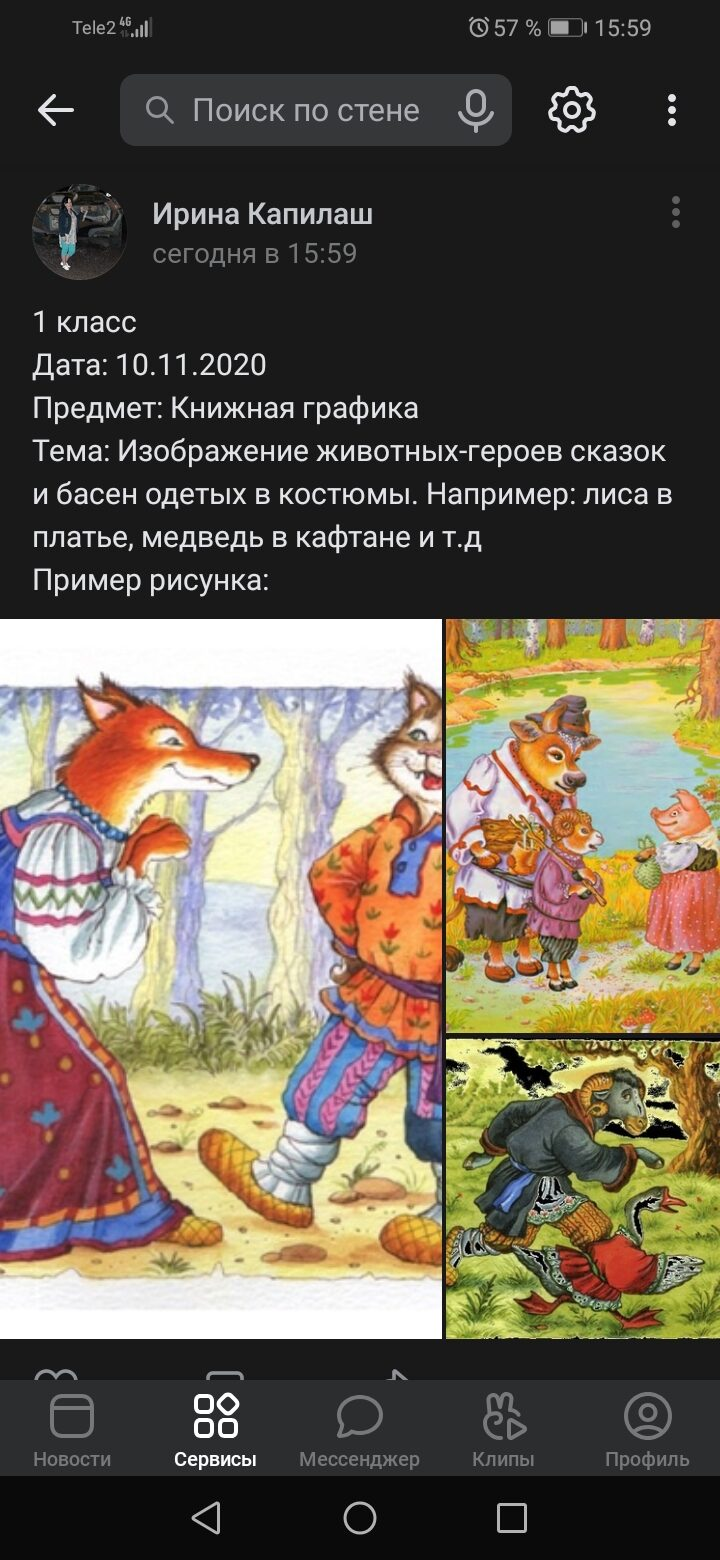 Tele2 4G 57 % 15:59
Поиск по стене
Ирина Капилаш
сегодня в 15:59
1 класс
Дата: 10.11.2020
Предмет: Книжная графика
Тема: Изображение животных-героев сказок
и басен одетых в костюмы. Например: лиса в
платье, медведь в кафтане и т.д
Пример рисунка:
Новости Сервисы Мессенджер Клипы Профиль